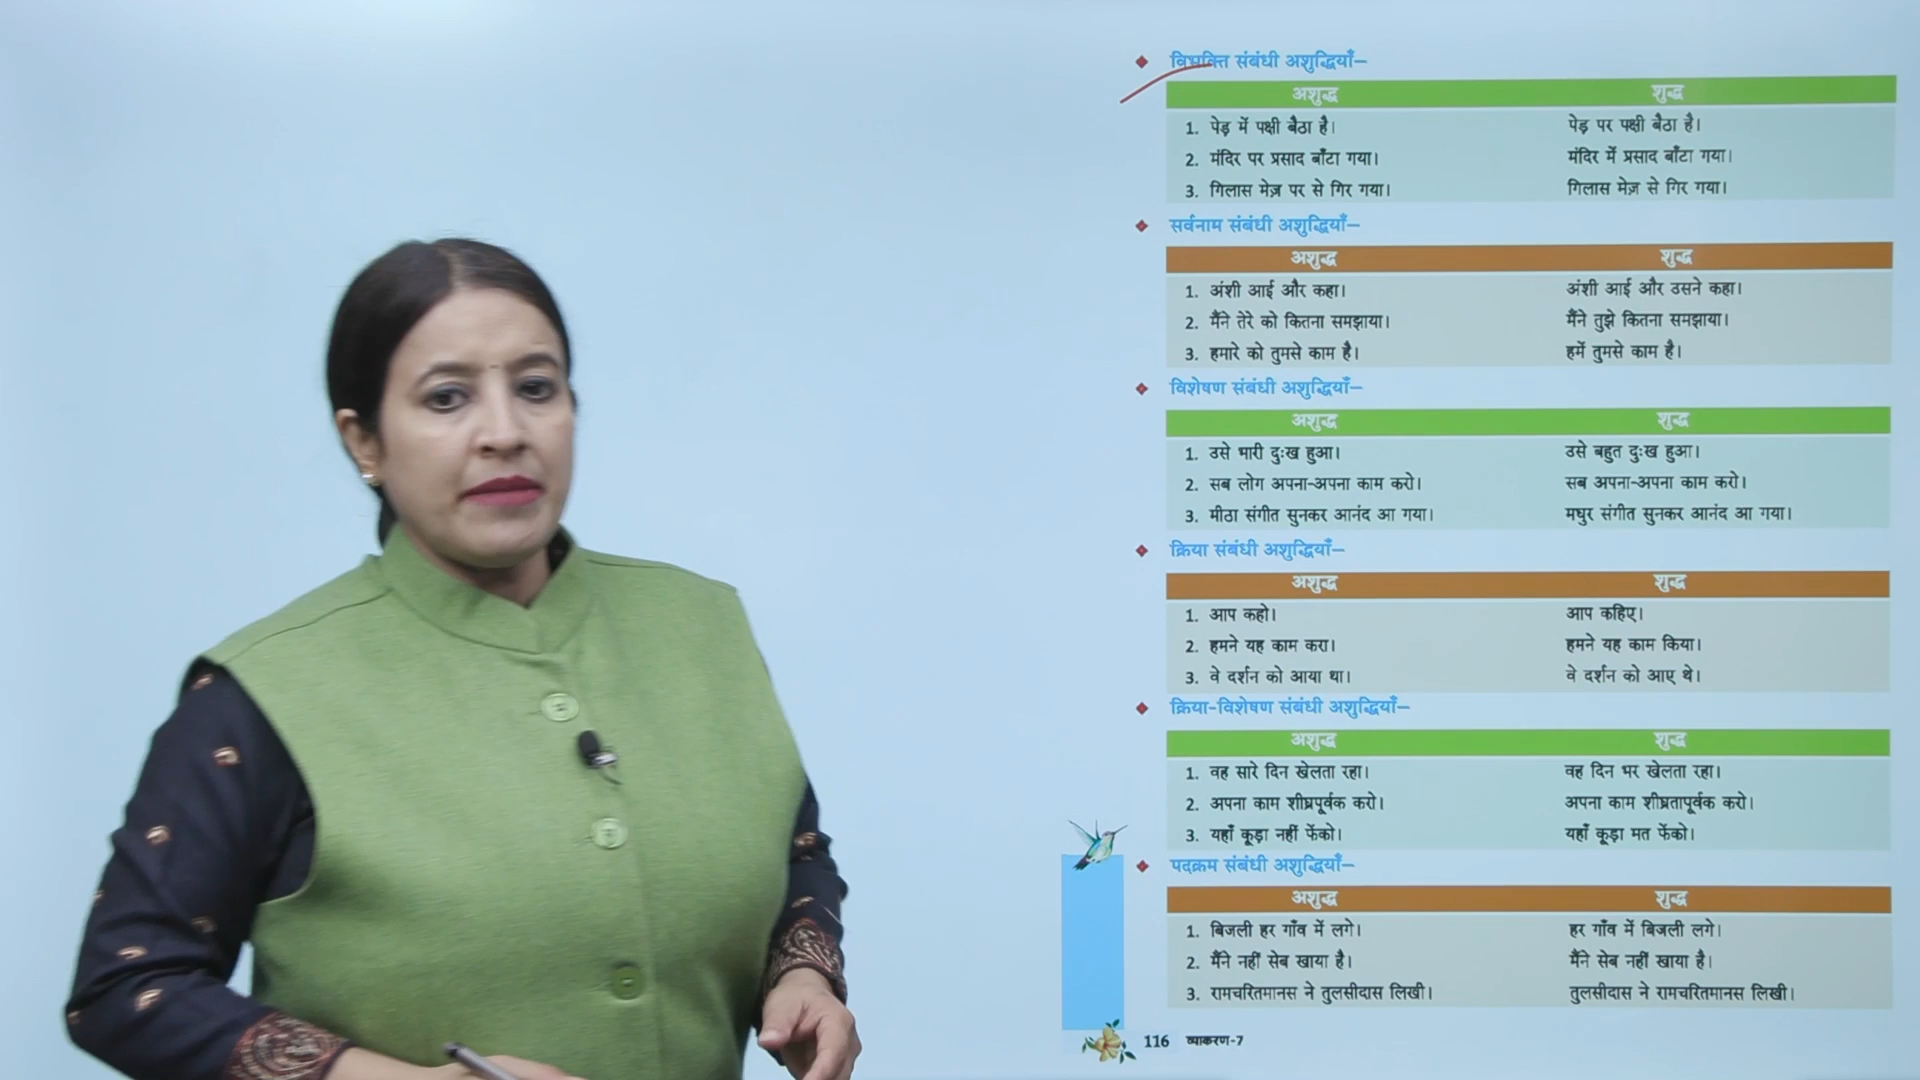 विभक्ति संबंधी अशुद्धियाँ–
अशुद्ध शुद्ध
1. पेड़ में पक्षी बैठा है। पेड़ पर पक्षी बैठा है।
2. मंदिर पर प्रसाद बाँटा गया। मंदिर में प्रसाद बाँटा गया।
3. गिलास मेज़ पर से गिर गया। गिलास मेज़ से गिर गया।
सर्वनाम संबंधी अशुद्धियाँ–
अशुद्ध शुद्ध
1. अंशी आई और कहा। अंशी आई और उसने कहा।
2. मैंने तेरे को कितना समझाया। मैंने तुझे कितना समझाया।
3. हमारे को तुमसे काम है। हमें तुमसे काम है।
विशेषण संबंधी अशुद्धियाँ–
अशुद्ध शुद्ध
1. उसे भारी दुःख हुआ। उसे बहुत दुःख हुआ।
2. सब लोग अपना-अपना काम करो। सब अपना-अपना काम करो।
3. मीठा संगीत सुनकर आनंद आ गया। मधुर संगीत सुनकर आनंद आ गया।
क्रिया संबंधी अशुद्धियाँ–
अशुद्ध शुद्ध
1. आप कहो। आप कहिए।
2. हमने यह काम करा। हमने यह काम किया।
3. वे दर्शन को आया था। वे दर्शन को आए थे।
क्रिया-विशेषण संबंधी अशुद्धियाँ–
अशुद्ध शुद्ध
1. वह सारे दिन खेलता रहा। वह दिन भर खेलता रहा।
2. अपना काम शीघ्रपूर्वक करो। अपना काम शीघ्रतापूर्वक करो।
3. यहाँ कूड़ा नहीं फेंको। यहाँ कूड़ा मत फेंको।
पदक्रम संबंधी अशुद्धियाँ–
अशुद्ध शुद्ध
1. बिजली हर गाँव में लगे। हर गाँव में बिजली लगे।
2. मैंने नहीं सेब खाया है। मैंने सेब नहीं खाया है।
3. रामचरितमानस ने तुलसीदास लिखी। तुलसीदास ने रामचरितमानस लिखी।
116 व्याकरण-7